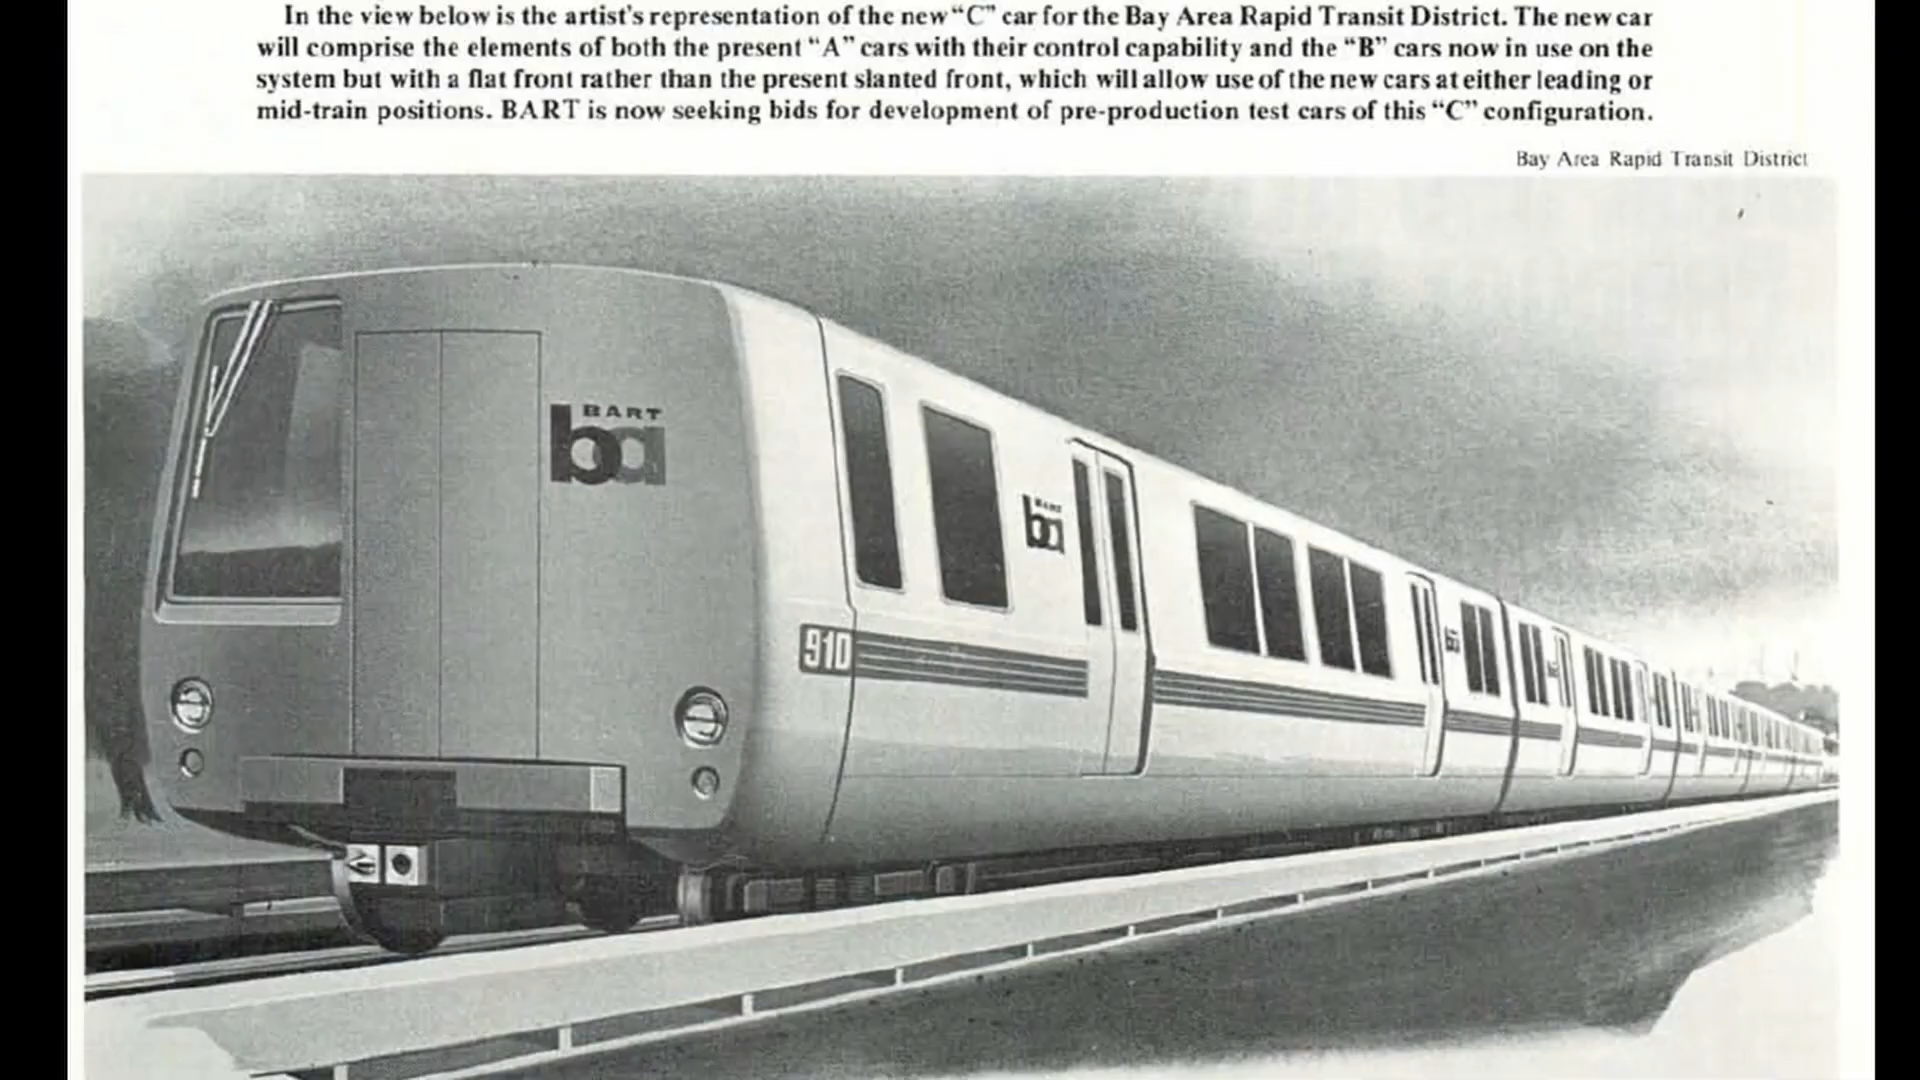 In the view below is the artist's representation of the new "C" car for the Bay Area Rapid Transit District. The new car
will comprise the elements of both the present "A" cars with their control capability and the "B" cars now in use on the
system but with a flat front rather than the present slanted front, which will allow use of the new cars at either leading or
mid-train positions. BART is now seeking bids for development of pre-production test cars of this "C" configuration.
Bay Area Rapid Transit District
BART
ba
BART
ba
910